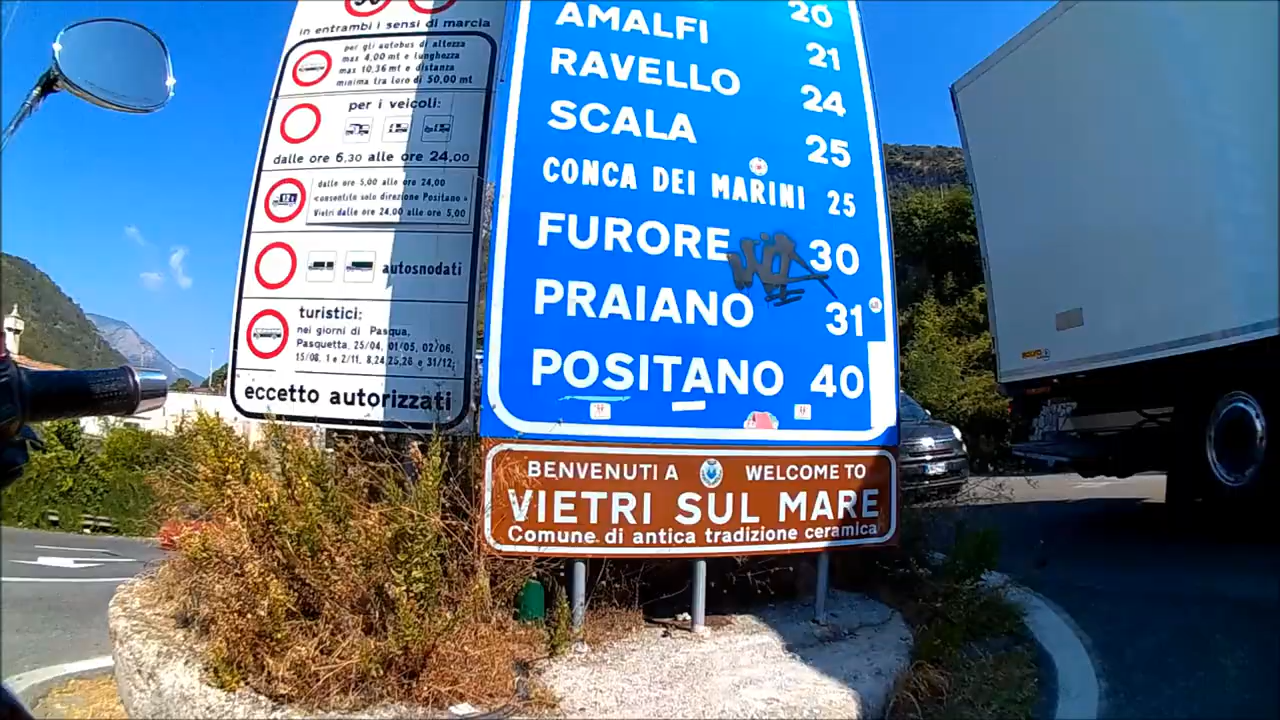 in entrambi i sensi di marcia
per gli autobus di altezza
max 4,00 mt e lunghezza
max 10,36 mt e distanza
minima tra loro di 50,00 mt
per i veicoli:
dalle ore 6,30 alle ore 24,00
dalle ore 5,00 alle ore 24,00
«consentito solo direzione Positano»
Vietri dalle ore 24,00 alle ore 5,00
autosnodati
turistici:
nei giorni di Pasqua,
Pasquetta, 25/04, 01/05, 02/06,
15/08, 1 e 2/11, 8,24,25,26 e 31/12;
eccetto autorizzati
20
AMALFI 21
RAVELLO 24
SCALA 25
CONCA DEI MARINI 25
FURORE 30
PRAIANO 31
POSITANO 40
BENVENUTI A WELCOME TO
VIETRI SUL MARE
Comune di antica tradizione ceramica